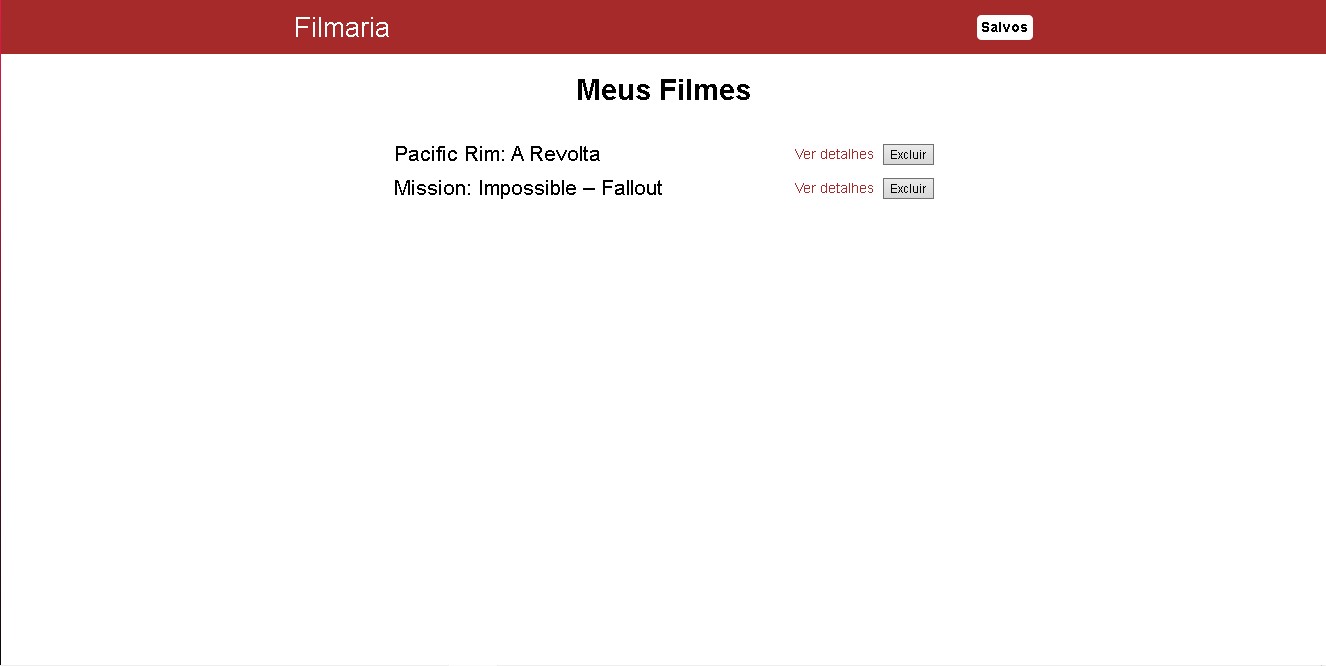 Filmaria Salvos
Meus Filmes
Pacific Rim: A Revolta Ver detalhes Excluir
Mission: Impossible – Fallout Ver detalhes Excluir